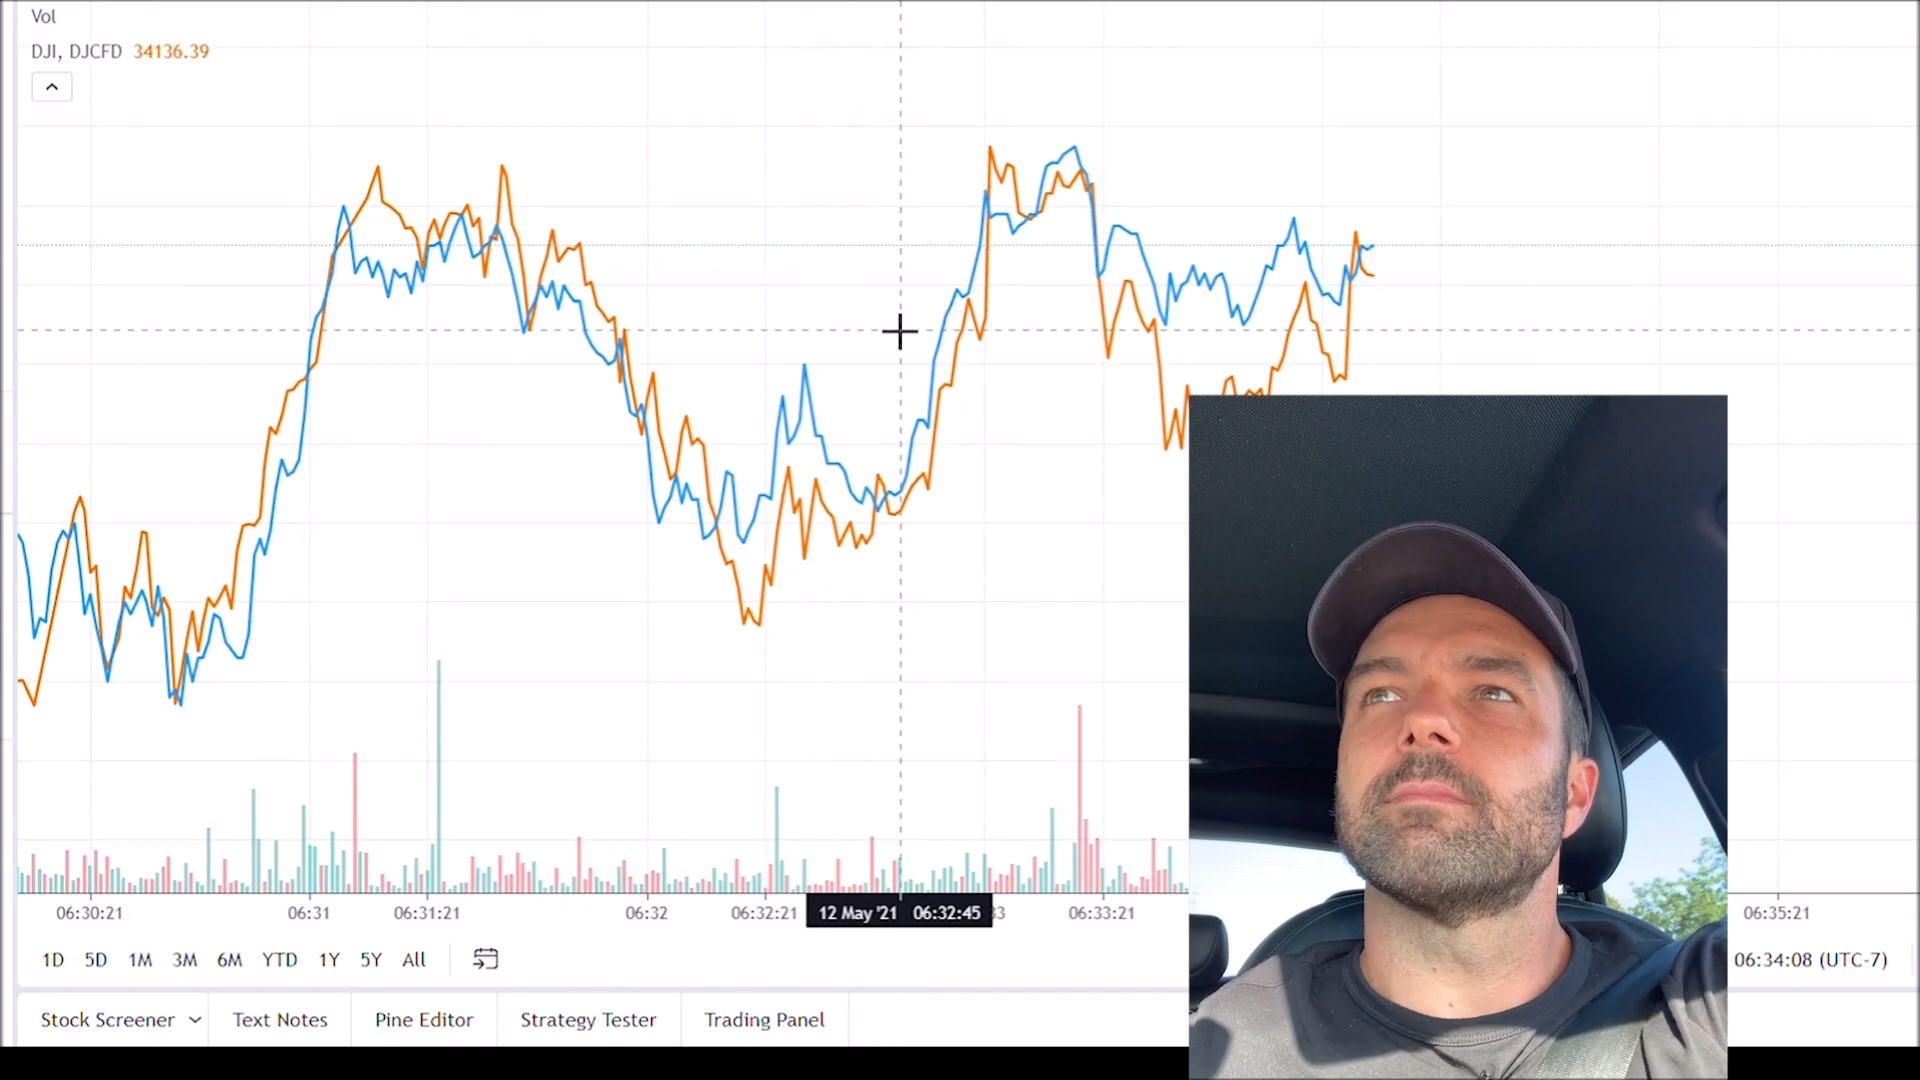 Vol
DJI, DJCFD 34136.39
06:30:21 06:31 06:31:21 06:32 06:32:21 12 May '21 06:32:45 33 06:33:21 06:35:21
1D 5D 1M 3M 6M YTD 1Y 5Y All 06:34:08 (UTC-7)
Stock Screener Text Notes Pine Editor Strategy Tester Trading Panel